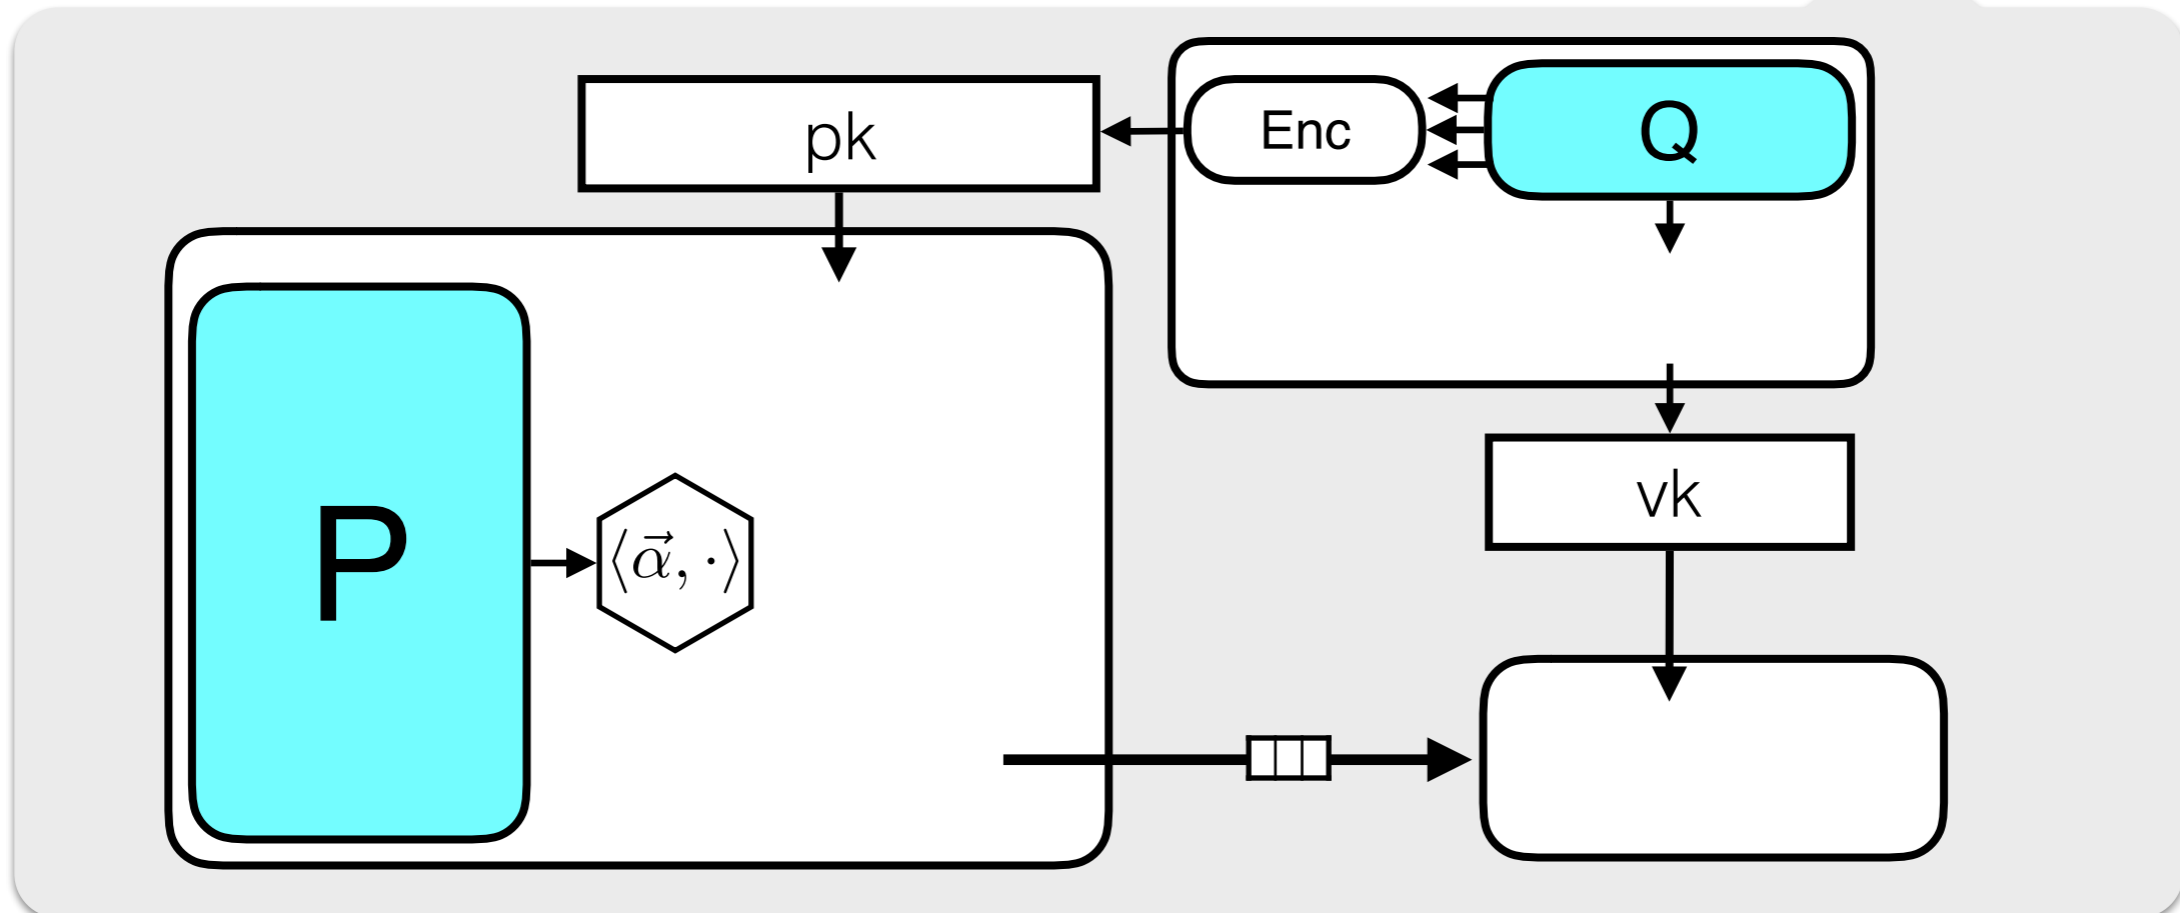 pk
Enc
Q
P
⟨α⃗, ·⟩
vk